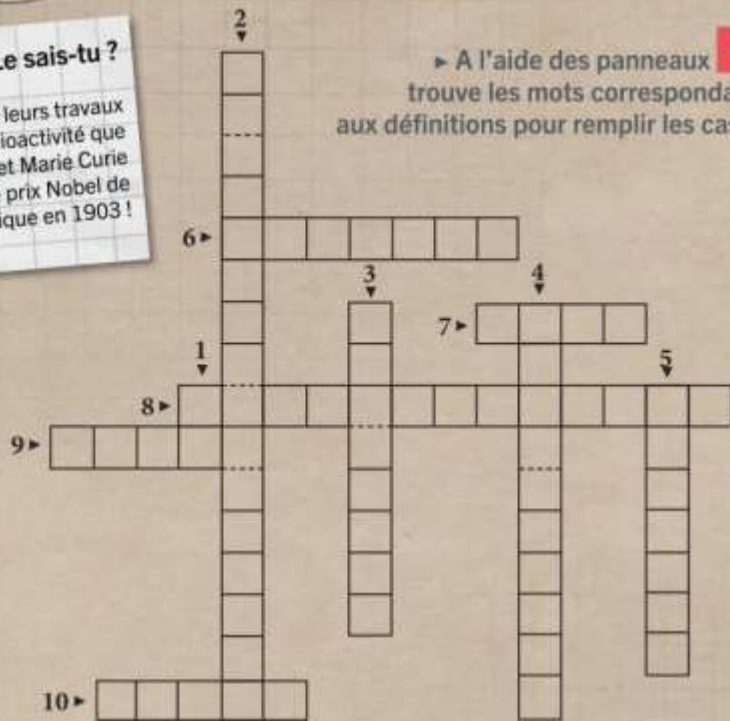 Le sais-tu ?
leurs travaux
ioactivité que
et Marie Curie
prix Nobel de
ique en 1903 !
► A l'aide des panneaux
trouve les mots corresponda
aux définitions pour remplir les cas
2
6
3
4
7
1
5
8
9
10